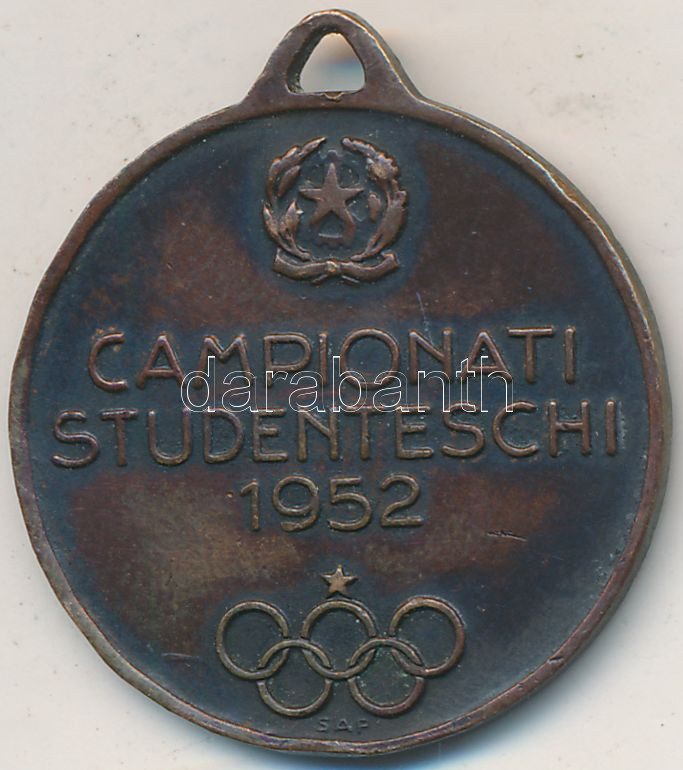 CAMPIONATI
darabanth
STUDENTESCHI
1952
SAP